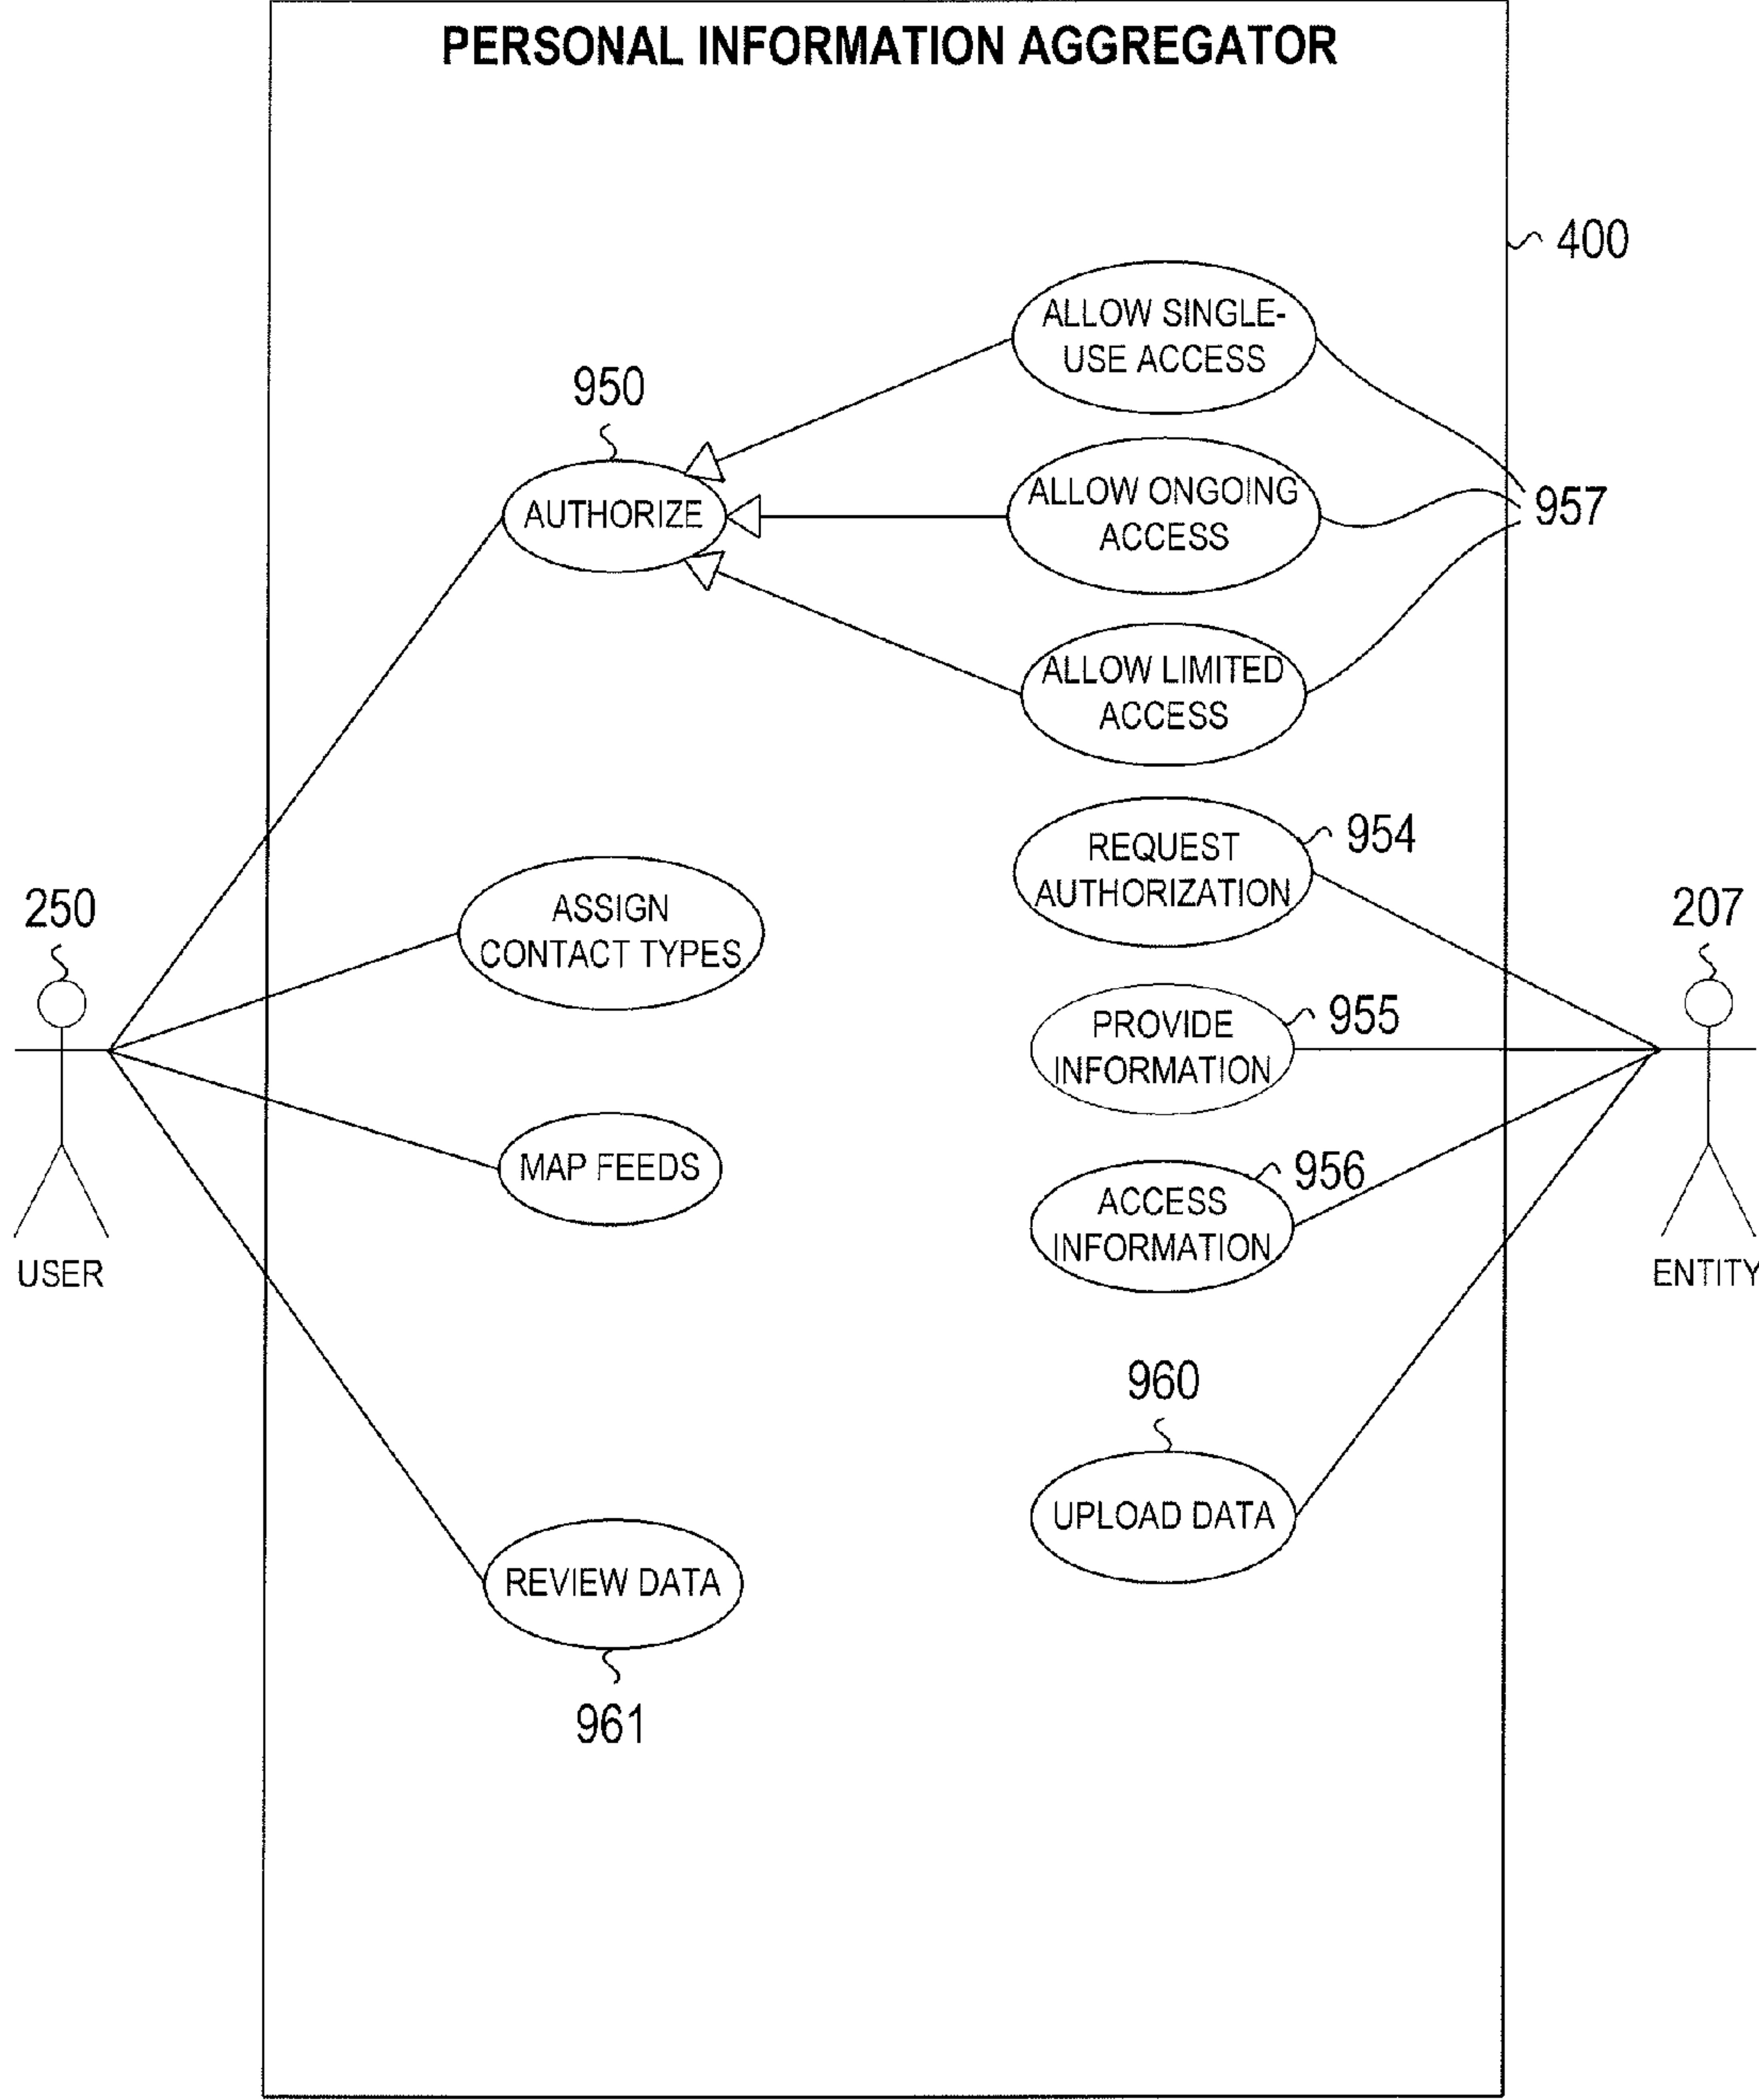 PERSONAL INFORMATION AGGREGATOR
400
ALLOW SINGLE-
USE ACCESS
950
AUTHORIZE
ALLOW ONGOING
ACCESS
957
ALLOW LIMITED
ACCESS
REQUEST
AUTHORIZATION
954
250
ASSIGN
CONTACT TYPES
207
PROVIDE
INFORMATION
955
MAP FEEDS
ACCESS
INFORMATION
956
USER
ENTITY
960
UPLOAD DATA
REVIEW DATA
961